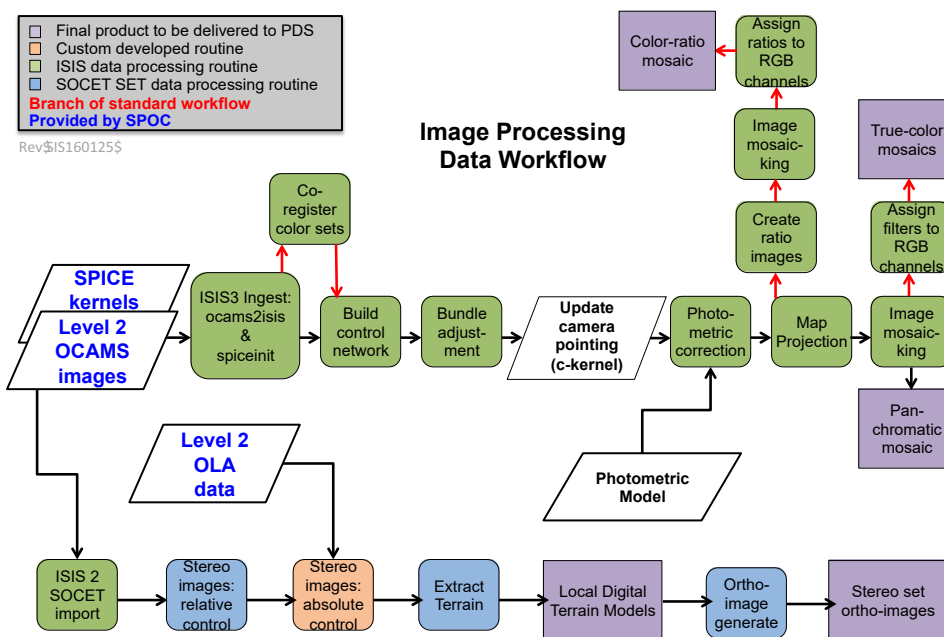 Final product to be delivered to PDS
Custom developed routine
ISIS data processing routine
SOCET SET data processing routine
Branch of standard workflow
Provided by SPOC
Rev$SIS160125$
Image Processing
Data Workflow
Color-ratio
mosaic
Assign
ratios to
RGB
channels
Image
mosaic-
king
Create
ratio
images
True-color
mosaics
Assign
filters to
RGB
channels
Co-
register
color sets
SPICE
kernels
Level 2
OCAMS
images
ISIS3 Ingest:
ocams2isis
&
spiceinit
Build
control
network
Bundle
adjust-
ment
Update
camera
pointing
(c-kernel)
Photo-
metric
correction
Map
Projection
Image
mosaic-
king
Pan-
chromatic
mosaic
Level 2
OLA
data
Photometric
Model
ISIS 2
SOCET
import
Stereo
images:
relative
control
Stereo
images:
absolute
control
Extract
Terrain
Local Digital
Terrain Models
Ortho-
image
generate
Stereo set
ortho-images